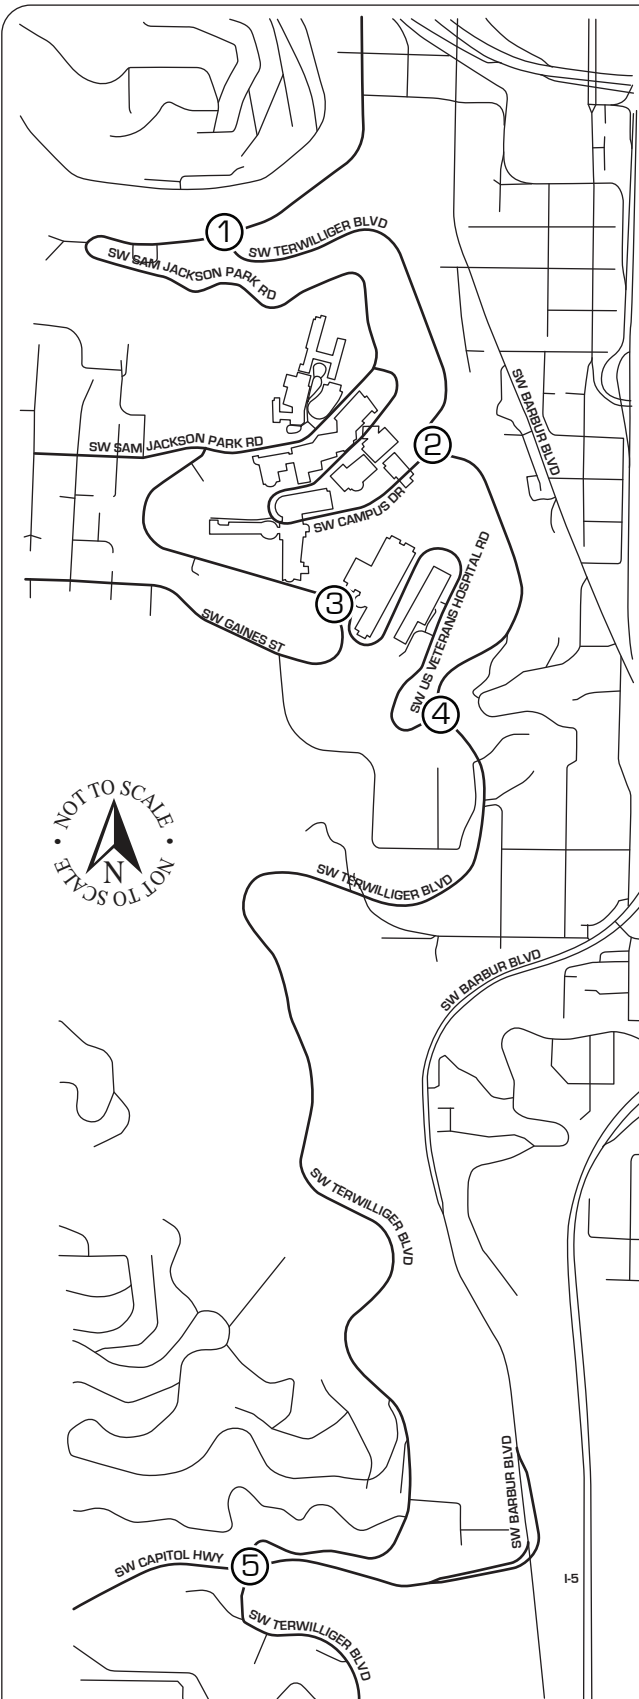 1
SW TERWILLIGER BLVD
SW SAM JACKSON PARK RD
SW BARBUR BLVD
SW SAM JACKSON PARK RD
2
SW CAMPUS DR
SW US VETERANS HOSPITAL RD
3
SW GAINES ST
4
NOT TO SCALE
N
NOT TO SCALE
SW TERWILLIGER BLVD
SW BARBUR BLVD
SW TERWILLIGER BLVD
SW BARBUR BLVD
SW CAPITOL HWY
5
I-5
SW TERWILLIGER BLVD